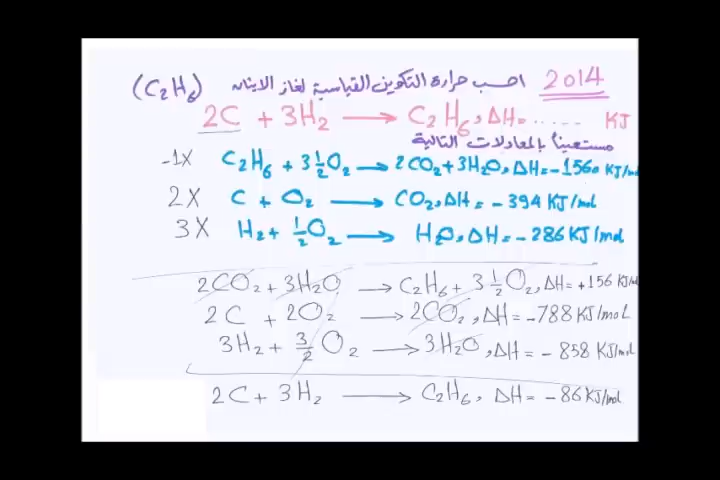 2014 احسب حرارة التكوين القياسية لغاز الايثان (C₂H₆)
2C + 3H₂ → C₂H₆, ΔH = ...... KJ
مستعيناً بالمعادلات التالية
-1X C₂H₆ + 3½O₂ → 2CO₂ + 3H₂O, ΔH = -1560 KJ/mol
2X C + O₂ → CO₂, ΔH = -394 KJ/mol
3X H₂ + ½O₂ → H₂O, ΔH = -286 KJ/mol
2CO₂ + 3H₂O → C₂H₆ + 3½O₂, ΔH = +156 KJ/mol
2C + 2O₂ → 2CO₂, ΔH = -788 KJ/moL
3H₂ + 3/2 O₂ → 3H₂O, ΔH = -858 KJ/mol
2C + 3H₂ → C₂H₆, ΔH = -86 KJ/mol